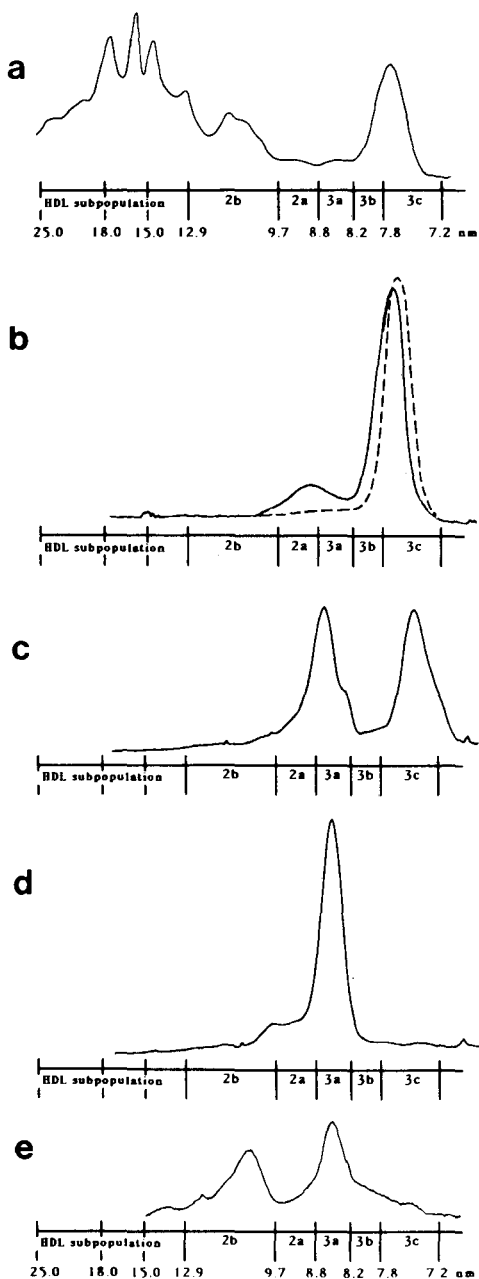 a
2b 2a 3a 3b 3c
HDL subpopulation
25.0 18.0 15.0 12.9 9.7 8.8 8.2 7.8 7.2 nm
b
2b 2a 3a 3b 3c
HDL subpopulation
c
2b 2a 3a 3b 3c
HDL subpopulation
d
2b 2a 3a 3b 3c
HDL subpopulation
e
2b 2a 3a 3b 3c
HDL subpopulation
25.0 18.0 15.0 12.9 9.7 8.8 8.2 7.8 7.2 nm